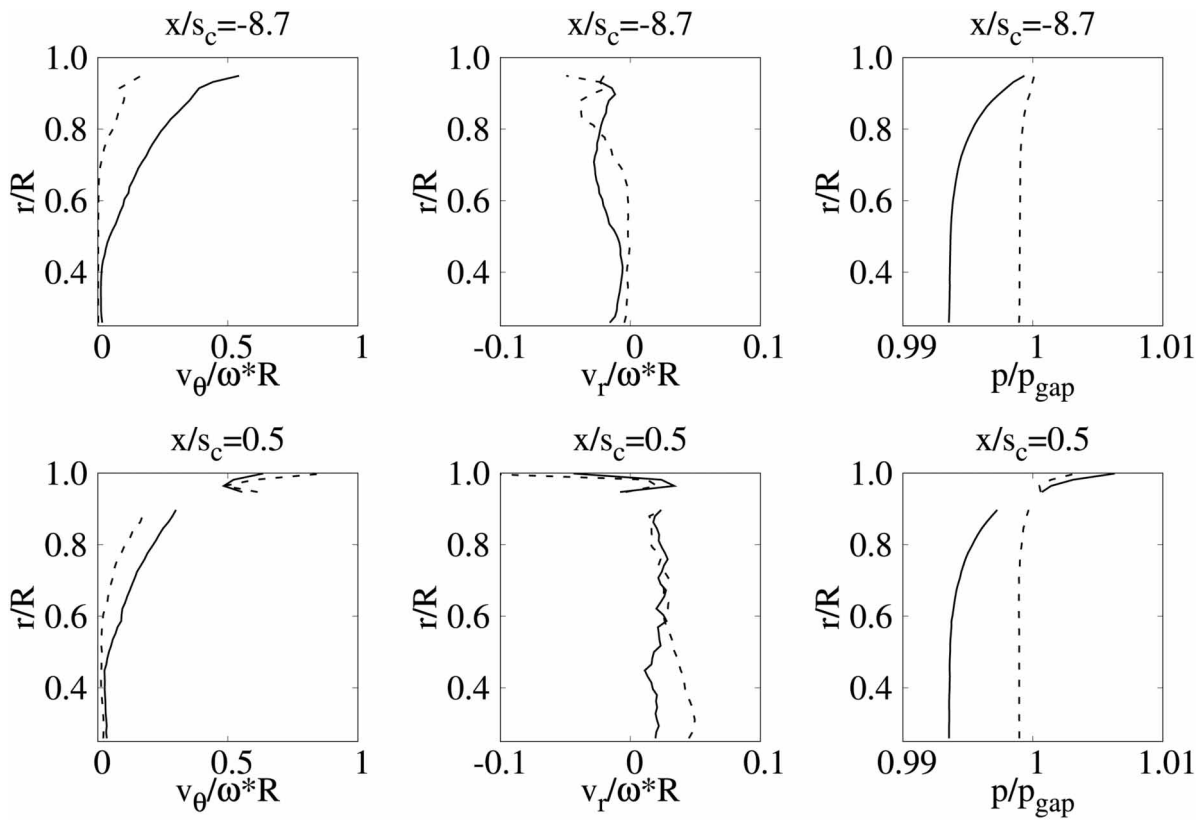 x/s_c=-8.7
1.0
0.8
0.6
0.4
r/R
0
0.5
1
v_θ/ω*R
x/s_c=-8.7
1.0
0.8
0.6
0.4
r/R
-0.1
0
0.1
v_r/ω*R
x/s_c=-8.7
1.0
0.8
0.6
0.4
r/R
0.99
1
1.01
p/p_gap
x/s_c=0.5
1.0
0.8
0.6
0.4
r/R
0
0.5
1
v_θ/ω*R
x/s_c=0.5
1.0
0.8
0.6
0.4
r/R
-0.1
0
0.1
v_r/ω*R
x/s_c=0.5
1.0
0.8
0.6
0.4
r/R
0.99
1
1.01
p/p_gap